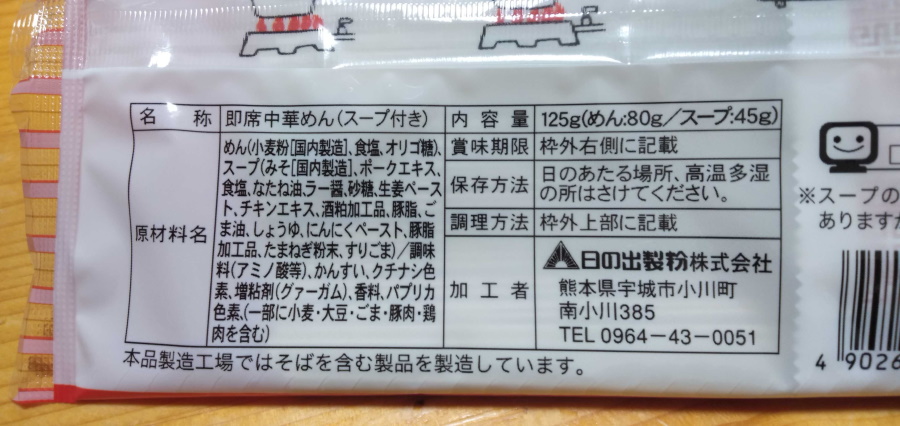 名称
即席中華めん(スープ付き)
原材料名
めん(小麦粉[国内製造]、食塩、オリゴ糖)、
スープ(みそ[国内製造]、ポークエキス、
食塩、なたね油、ラー醤、砂糖、生姜ペース
ト、チキンエキス、酒粕加工品、豚脂、ご
ま油、しょうゆ、にんにくペースト、豚脂
加工品、たまねぎ粉末、すりごま)/調味
料(アミノ酸等)、かんすい、クチナシ色
素、増粘剤(グァーガム)、香料、パプリカ
色素、(一部に小麦・大豆・ごま・豚肉・鶏
肉を含む)
内容量
125g(めん:80g/スープ:45g)
賞味期限
枠外右側に記載
保存方法
日のあたる場所、高温多湿
の所はさけてください。
調理方法
枠外上部に記載
加工者
日の出製粉株式会社
熊本県宇城市小川町
南小川385
TEL 0964-43-0051
本品製造工場ではそばを含む製品を製造しています。
※スープの
ありますが
4 9026